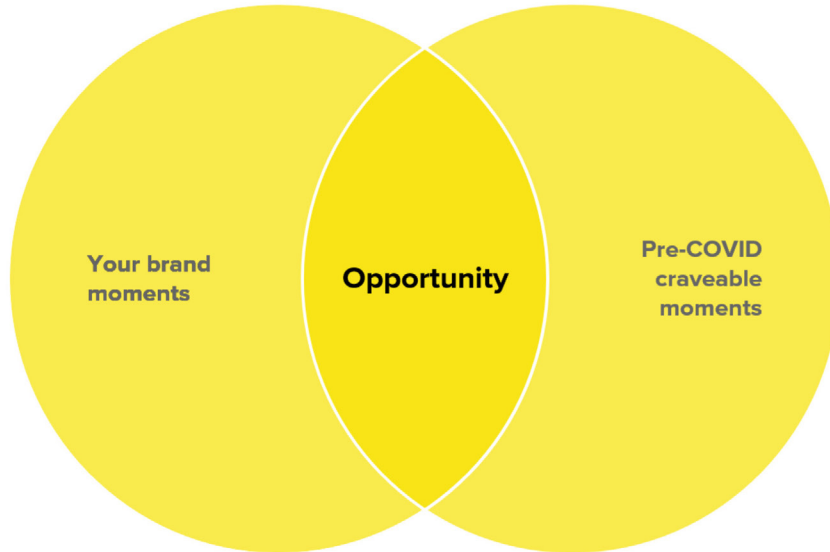 Your brand
moments
Opportunity
Pre-COVID
craveable
moments